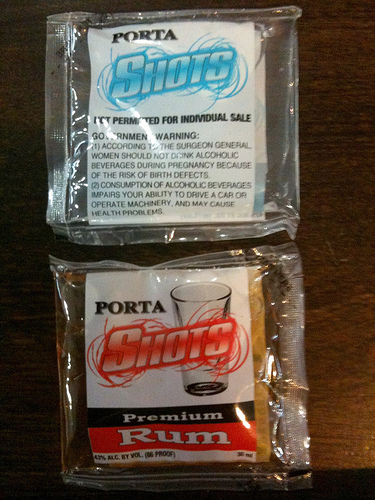 PORTA
SHOTS
NOT PERMITTED FOR INDIVIDUAL SALE
GOVERNMENT WARNING:
(1) ACCORDING TO THE SURGEON GENERAL,
WOMEN SHOULD NOT DRINK ALCOHOLIC
BEVERAGES DURING PREGNANCY BECAUSE
OF THE RISK OF BIRTH DEFECTS.
(2) CONSUMPTION OF ALCOHOLIC BEVERAGES
IMPAIRS YOUR ABILITY TO DRIVE A CAR OR
OPERATE MACHINERY, AND MAY CAUSE
HEALTH PROBLEMS.
PORTA
SHOTS
Premium
Rum
ALC. BY VOL. PROOF) ml